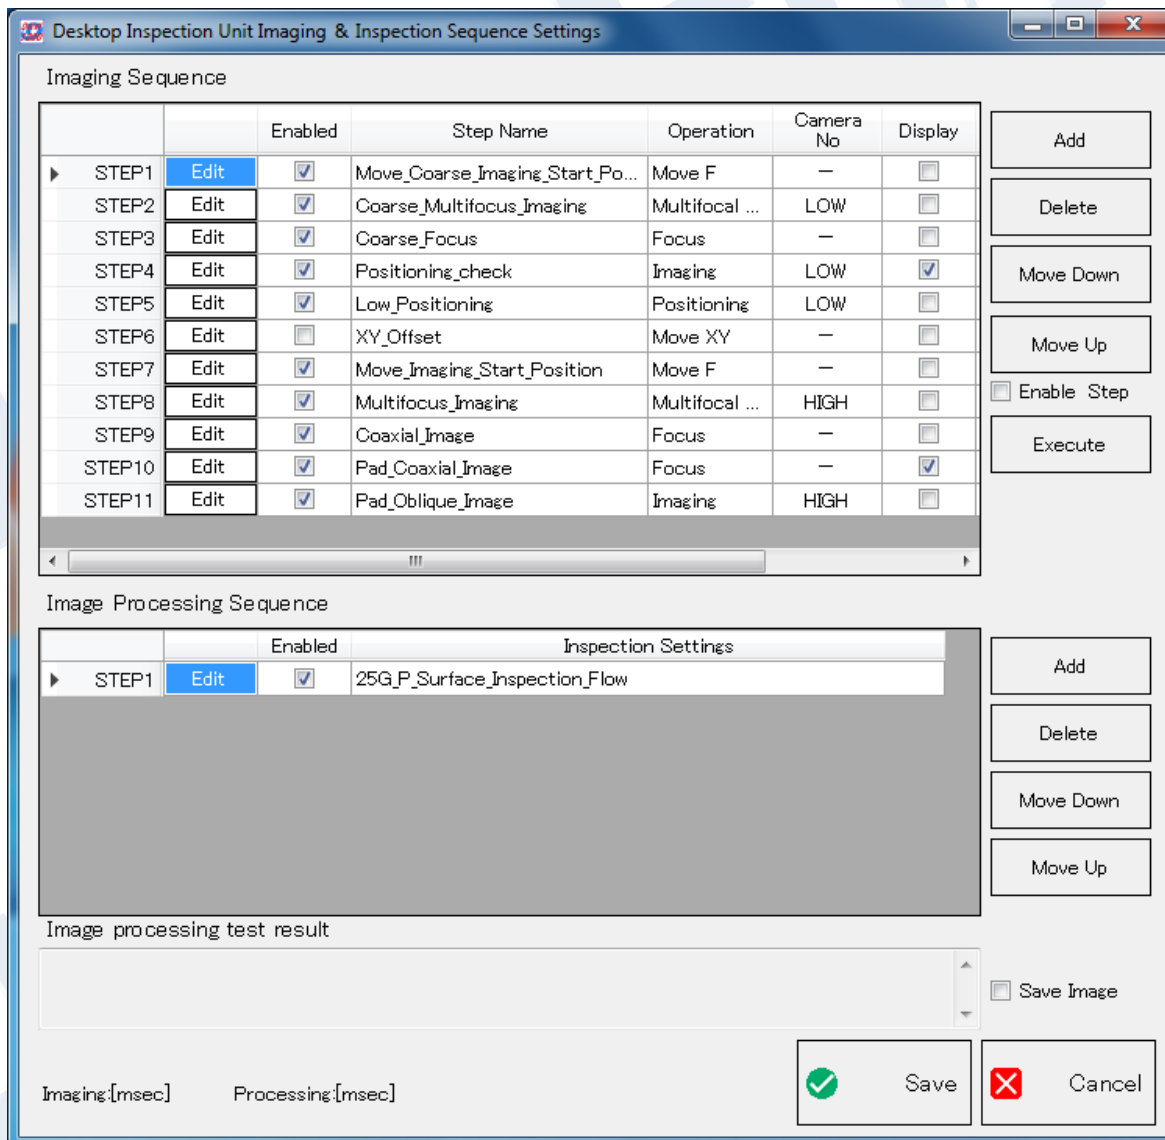 Desktop Inspection Unit Imaging & Inspection Sequence Settings
Imaging Sequence
Enabled Step Name Operation Camera No Display
STEP1 Edit Move_Coarse_Imaging_Start_Po... Move F —
STEP2 Edit Coarse_Multifocus_Imaging Multifocal ... LOW
STEP3 Edit Coarse_Focus Focus —
STEP4 Edit Positioning_check Imaging LOW
STEP5 Edit Low_Positioning Positioning LOW
STEP6 Edit XY_Offset Move XY —
STEP7 Edit Move_Imaging_Start_Position Move F —
STEP8 Edit Multifocus_Imaging Multifocal ... HIGH
STEP9 Edit Coaxial_Image Focus —
STEP10 Edit Pad_Coaxial_Image Focus —
STEP11 Edit Pad_Oblique_Image Imaging HIGH
Add
Delete
Move Down
Move Up
Enable Step
Execute
Image Processing Sequence
Enabled Inspection Settings
STEP1 Edit 25G_P_Surface_Inspection_Flow
Add
Delete
Move Down
Move Up
Image processing test result
Save Image
Imaging:[msec] Processing:[msec]
Save
Cancel